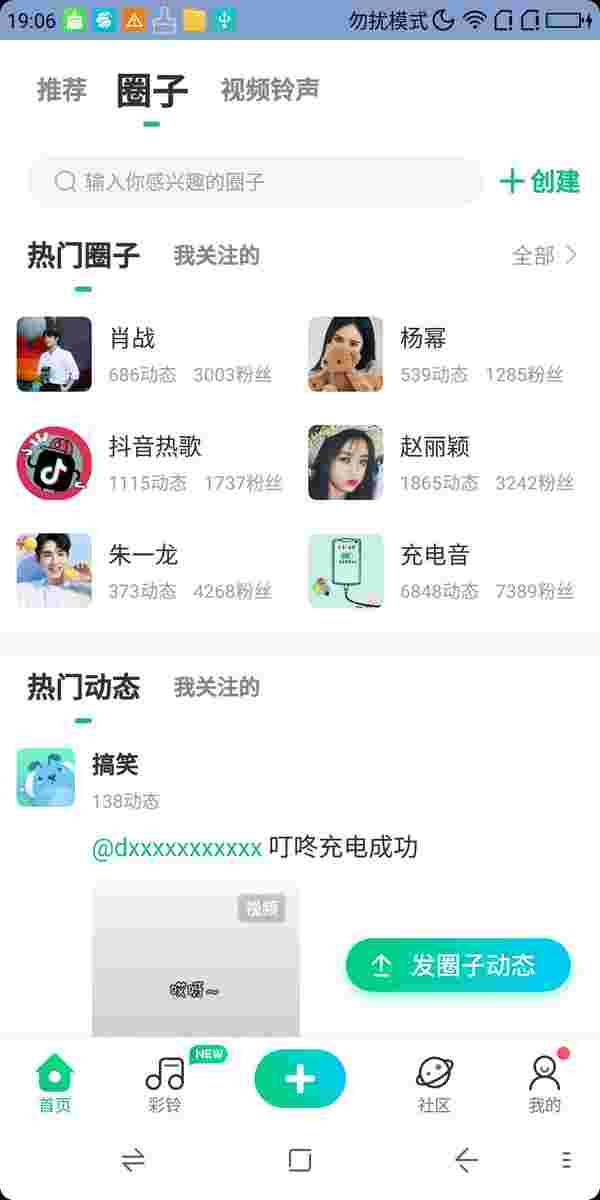 19:06 勿扰模式
推荐 圈子 视频铃声
输入你感兴趣的圈子 创建
热门圈子 我关注的 全部
肖战 杨幂
686动态 3003粉丝 539动态 1285粉丝
抖音热歌 赵丽颖
1115动态 1737粉丝 1865动态 3242粉丝
朱一龙 充电音
373动态 4268粉丝 6848动态 7389粉丝
热门动态 我关注的
搞笑
138动态
@dxxxxxxxxxxx 叮咚充电成功
视频
哎呀~
发圈子动态
NEW
首页 彩铃 社区 我的